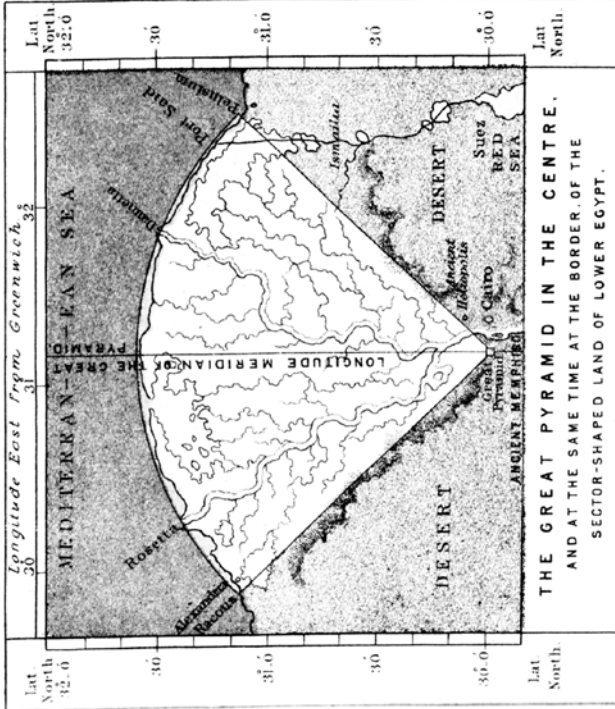 Longitude East from Greenwich
30
31
32
Lat
North.
32.0
30
31.0
30
30.0
Lat
North
Lat
North.
32.0
30
31.0
30
30.0
Lat
North
MEDITERRAN-EAN SEA
LONGITUDE MERIDIAN OF THE GREAT
PYRAMID.
Alexandria
Raccoti
Rosetta
Damietta
Port Said
Pelusium
Ismailia
DESERT
DESERT
Ancient
Heliopolis
Cairo
Suez
RED
SEA
Great
Pyramid
ANCIENT MEMPHIS
THE GREAT PYRAMID IN THE CENTRE,
AND AT THE SAME TIME AT THE BORDER, OF THE
SECTOR-SHAPED LAND OF LOWER EGYPT.